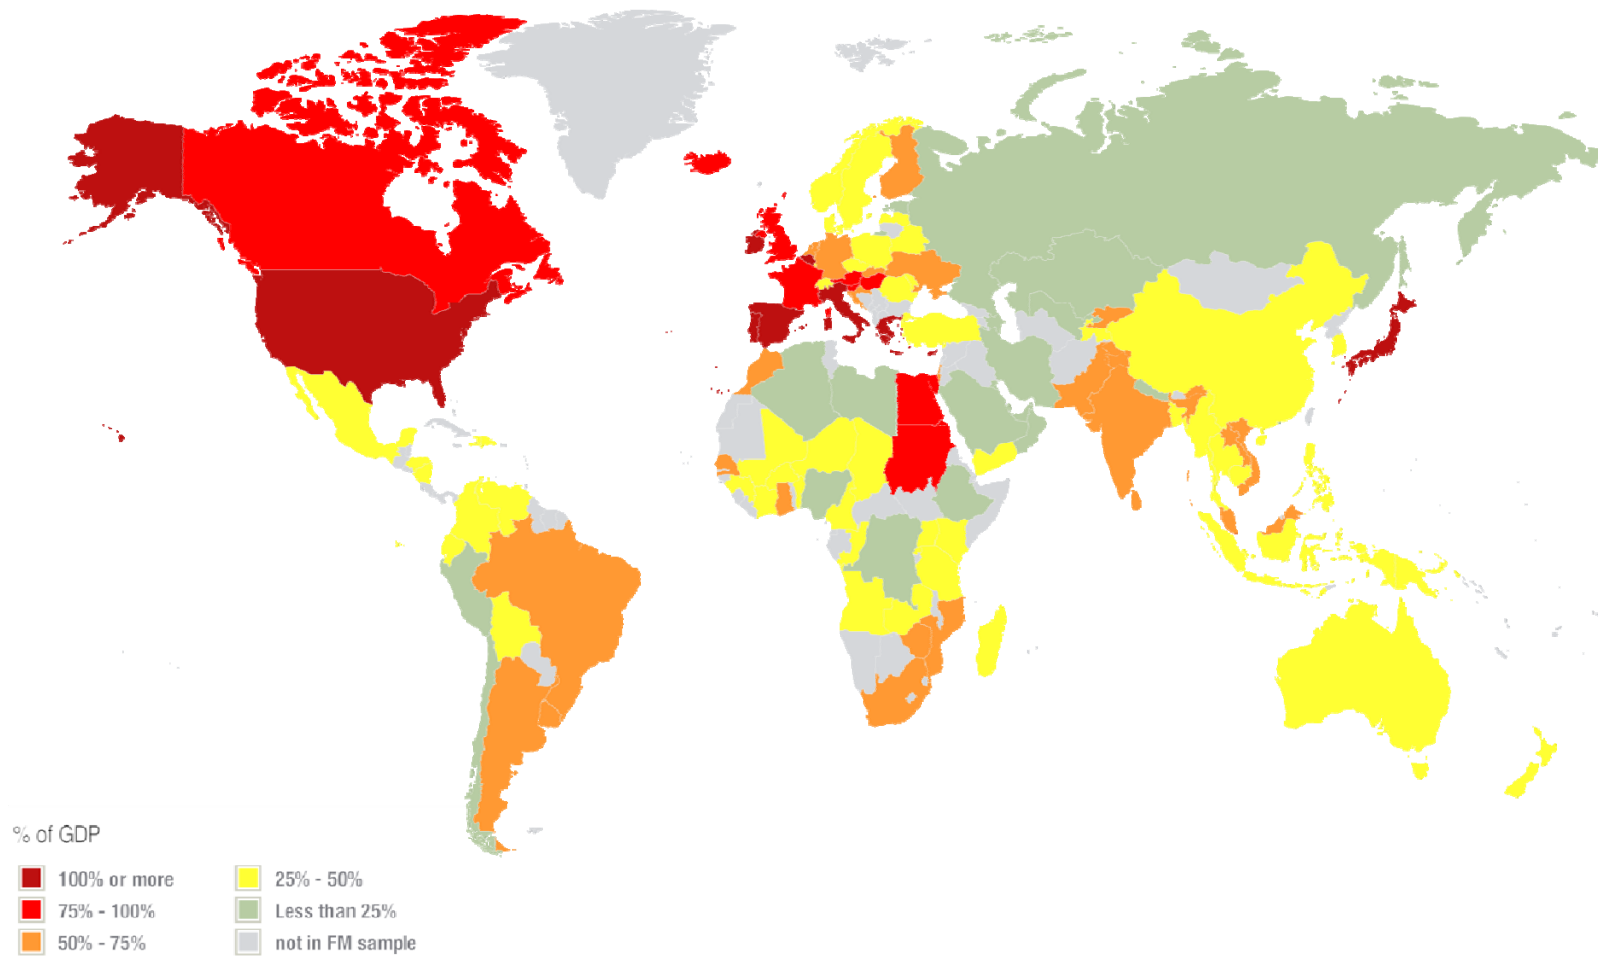 % of GDP
100% or more
75% - 100%
50% - 75%
25% - 50%
Less than 25%
not in FM sample